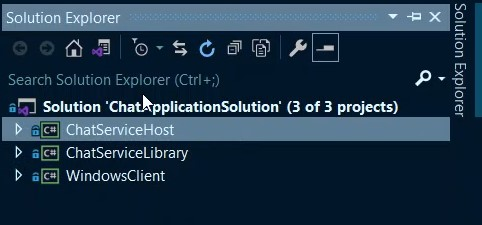 Solution Explorer
Search Solution Explorer (Ctrl+;)
Solution 'ChatApplicationSolution' (3 of 3 projects)
C# ChatServiceHost
C# ChatServiceLibrary
C# WindowsClient
Solution Explorer